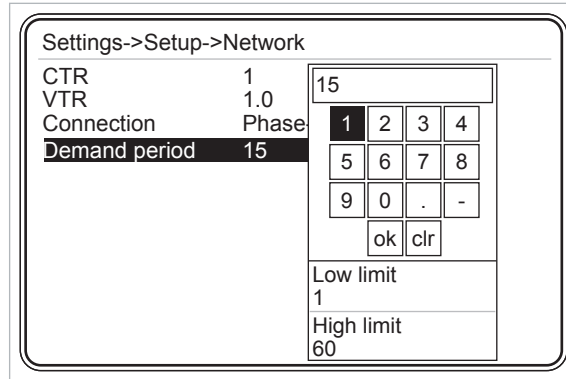 Settings->Setup->Network
CTR 1
VTR 1.0
Connection Phase-
Demand period 15
15
1 2 3 4
5 6 7 8
9 0 . -
ok clr
Low limit
1
High limit
60